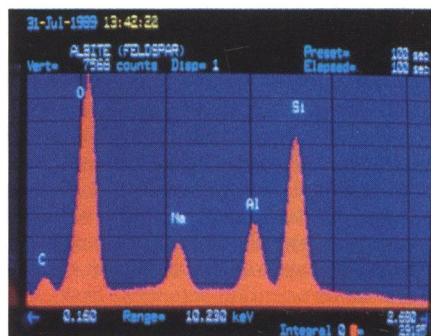 31-Jul-1989 13:42:22
ALBITE (FELDSPAR) Preset= 100 sec
Vert= 7568 counts Disp= 1 Elapsed= 100 sec
O
Si
Na
Al
C
← 0.160 Range= 10.230 keV
Integral 0 =